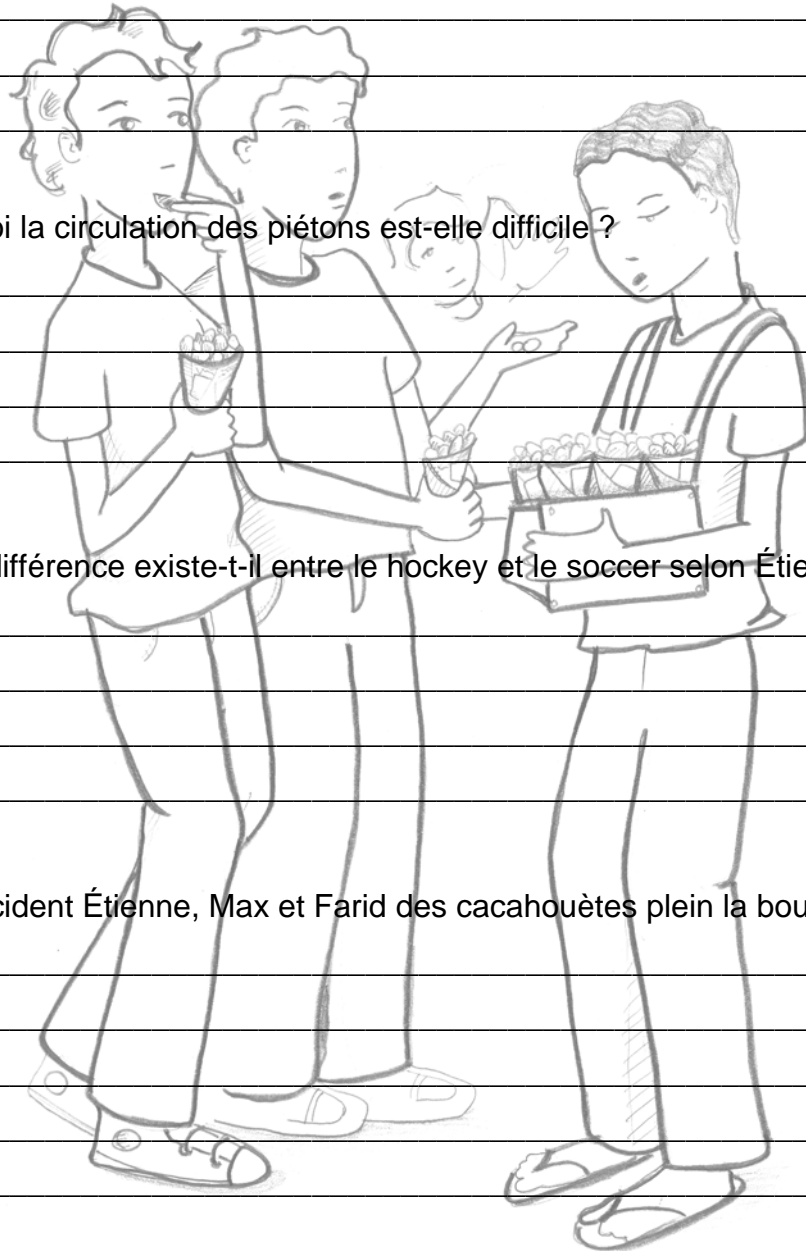 oi la circulation des piétons est-elle difficile ?
différence existe-t-il entre le hockey et le soccer selon Étie
cident Étienne, Max et Farid des cacahouètes plein la bou